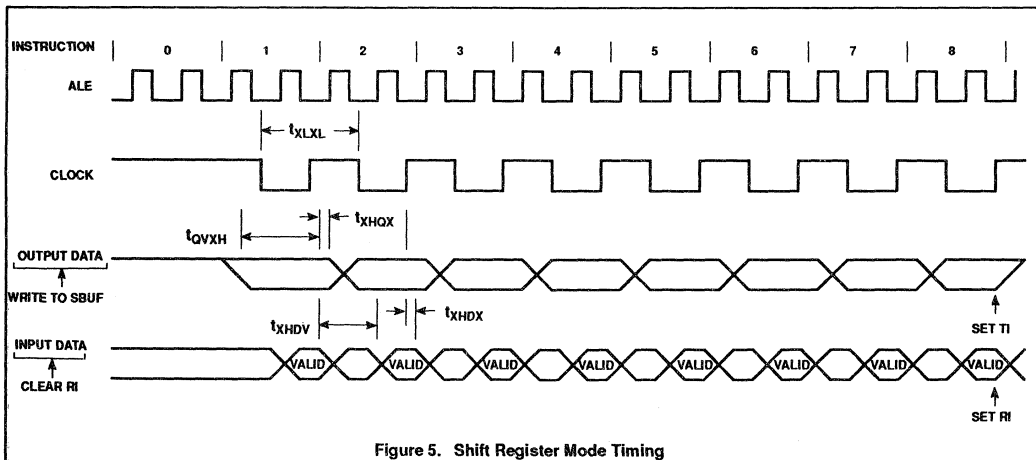 INSTRUCTION 0 1 2 3 4 5 6 7 8
ALE
tXLXL
CLOCK
tXHQX
tQVXH
OUTPUT DATA
WRITE TO SBUF
tXHDV
tXHDX
SET TI
INPUT DATA
VALID VALID VALID VALID VALID VALID VALID VALID
CLEAR RI
SET RI
Figure 5. Shift Register Mode Timing